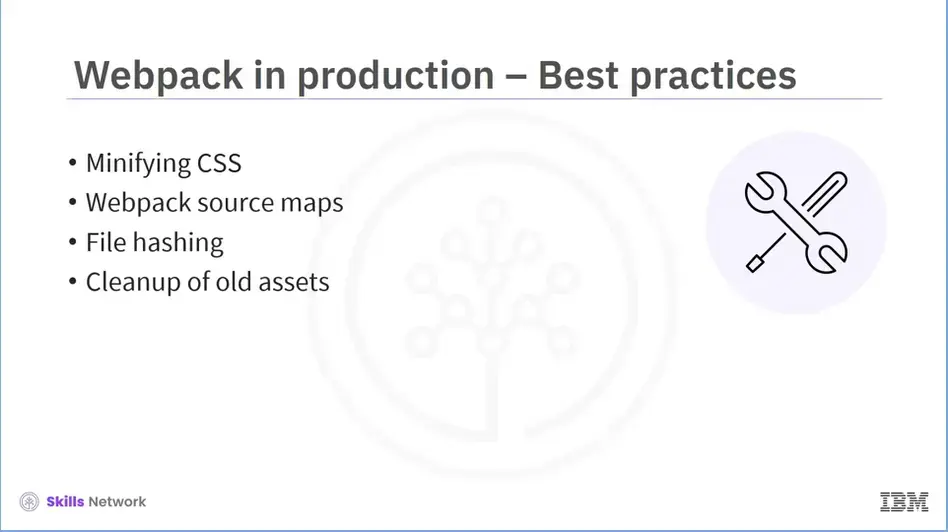 Webpack in production – Best practices
• Minifying CSS
• Webpack source maps
• File hashing
• Cleanup of old assets
Skills Network
IBM